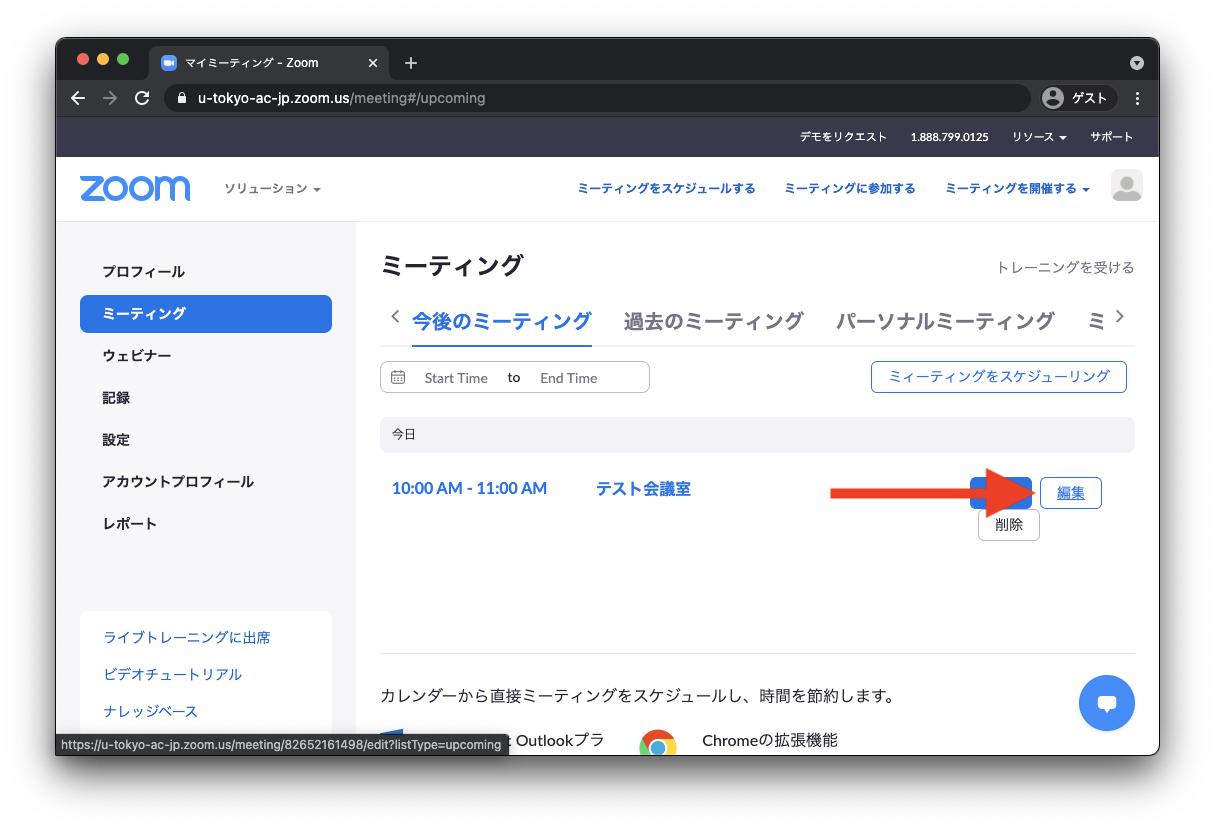 マイミーティング - Zoom
u-tokyo-ac-jp.zoom.us/meeting#/upcoming
ゲスト
デモをリクエスト 1.888.799.0125 リソース サポート
zoom ソリューション ミーティングをスケジュールする ミーティングに参加する ミーティングを開催する
プロフィール
ミーティング
ウェビナー
記録
設定
アカウントプロフィール
レポート
ライブトレーニングに出席
ビデオチュートリアル
ナレッジベース
ミーティング
トレーニングを受ける
今後のミーティング 過去のミーティング パーソナルミーティング ミ
Start Time to End Time
ミィーティングをスケジューリング
今日
10:00 AM - 11:00 AM テスト会議室 編集
削除
カレンダーから直接ミーティングをスケジュールし、時間を節約します。
t Outlookプラ Chromeの拡張機能
https://u-tokyo-ac-jp.zoom.us/meeting/82652161498/edit?listType=upcoming